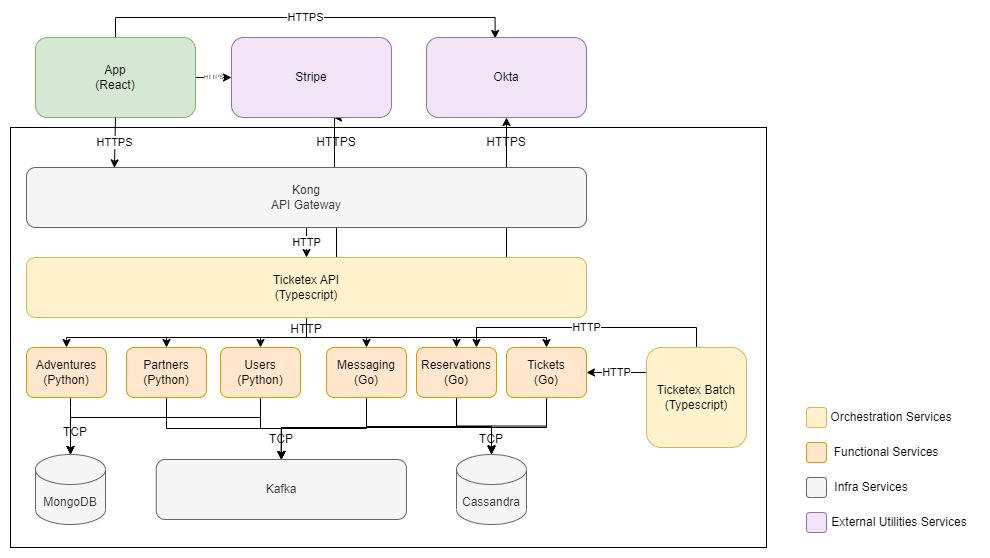 HTTPS
App
(React)
HTTPS
Stripe
Okta
HTTPS
HTTPS
HTTPS
Kong
API Gateway
HTTP
Ticketex API
(Typescript)
HTTP
HTTP
Adventures
(Python)
Partners
(Python)
Users
(Python)
Messaging
(Go)
Reservations
(Go)
Tickets
(Go)
HTTP
Ticketex Batch
(Typescript)
TCP
TCP
TCP
MongoDB
Kafka
Cassandra
Orchestration Services
Functional Services
Infra Services
External Utilities Services